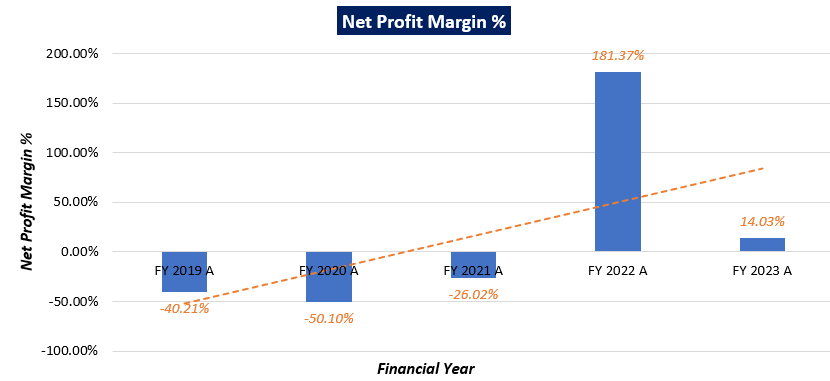 Net Profit Margin %
200.00%
181.37%
150.00%
100.00%
50.00%
14.03%
0.00%
FY 2019 A
FY 2020 A
FY 2021 A
FY 2022 A
FY 2023 A
-26.02%
-50.00%
-40.21%
-50.10%
-100.00%
Net Profit Margin %
Financial Year